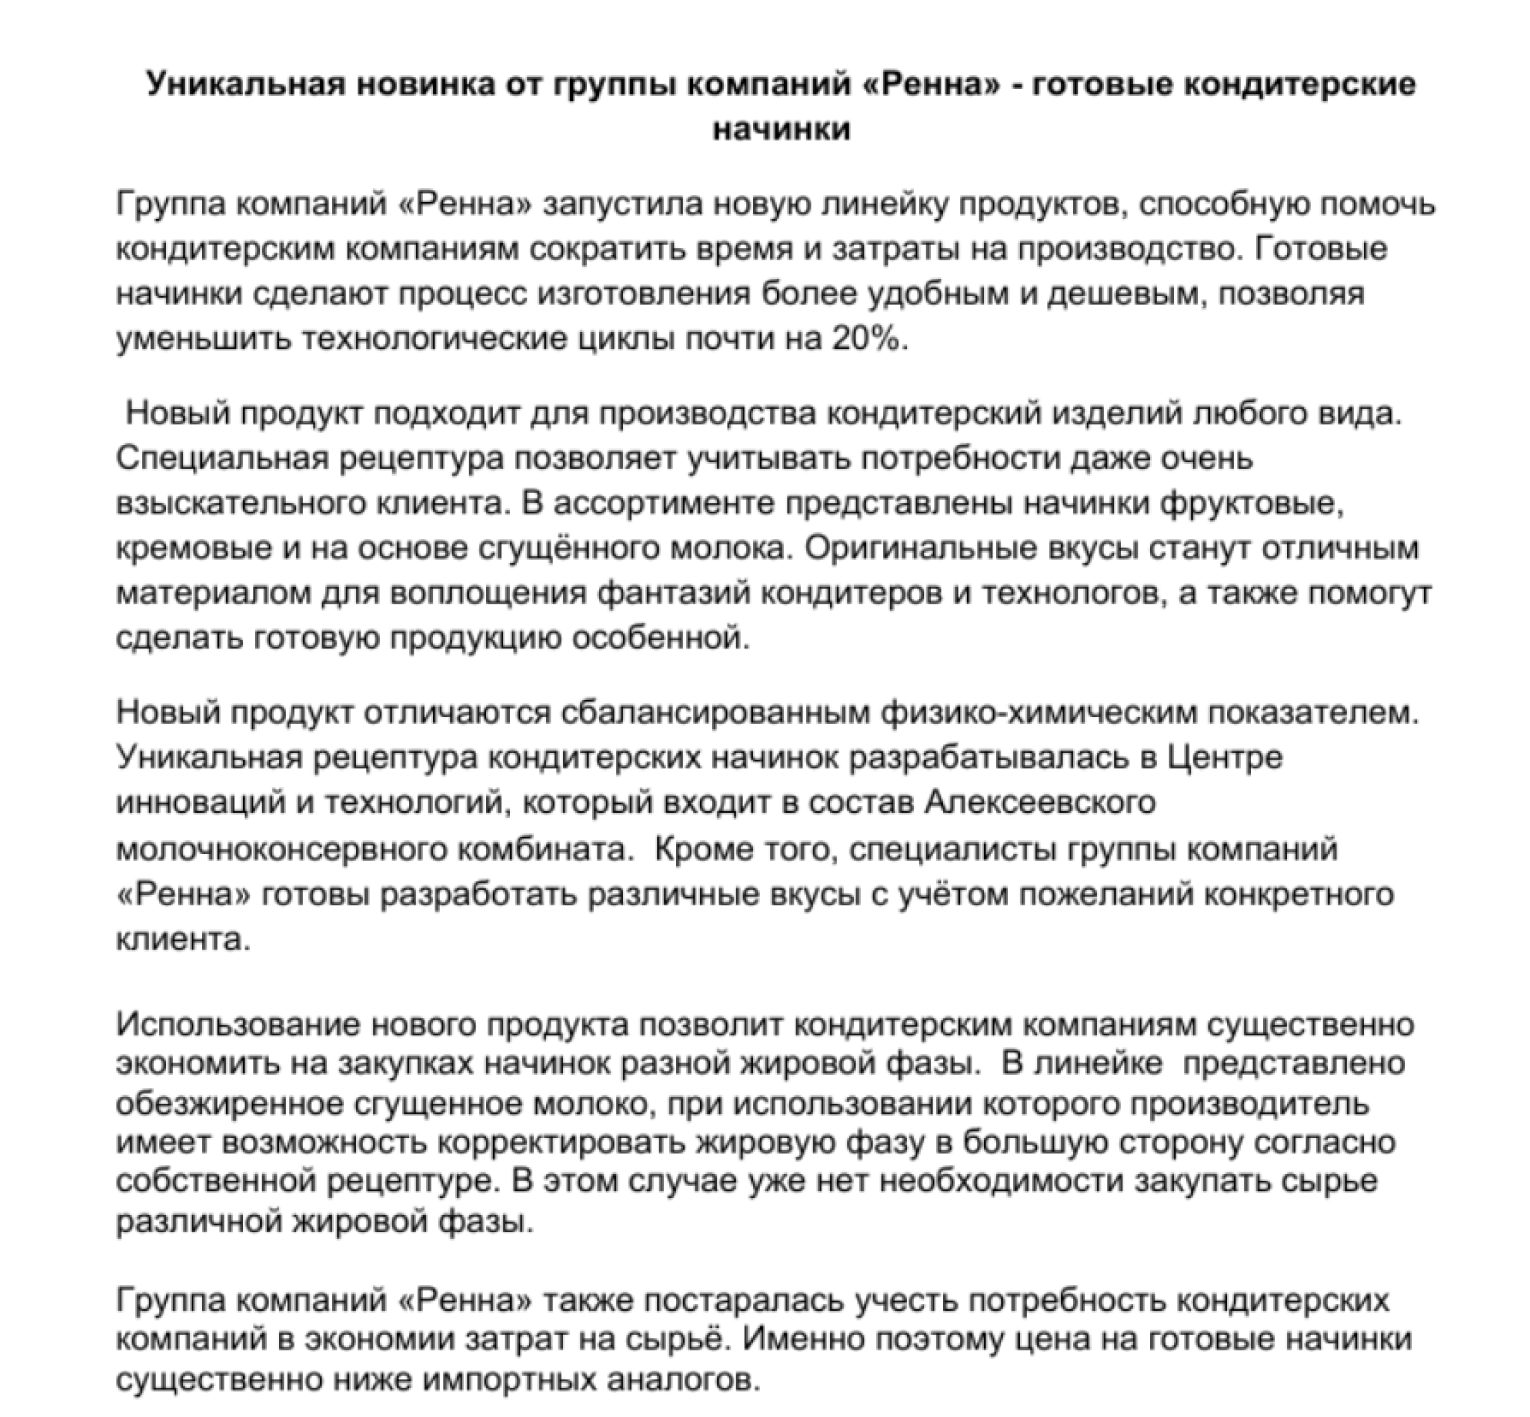 Уникальная новинка от группы компаний «Ренна» - готовые кондитерские
начинки
Группа компаний «Ренна» запустила новую линейку продуктов, способную помочь
кондитерским компаниям сократить время и затраты на производство. Готовые
начинки сделают процесс изготовления более удобным и дешевым, позволяя
уменьшить технологические циклы почти на 20%.
Новый продукт подходит для производства кондитерский изделий любого вида.
Специальная рецептура позволяет учитывать потребности даже очень
взыскательного клиента. В ассортименте представлены начинки фруктовые,
кремовые и на основе сгущённого молока. Оригинальные вкусы станут отличным
материалом для воплощения фантазий кондитеров и технологов, а также помогут
сделать готовую продукцию особенной.
Новый продукт отличаются сбалансированным физико-химическим показателем.
Уникальная рецептура кондитерских начинок разрабатывалась в Центре
инноваций и технологий, который входит в состав Алексеевского
молочноконсервного комбината.  Кроме того, специалисты группы компаний
«Ренна» готовы разработать различные вкусы с учётом пожеланий конкретного
клиента.
Использование нового продукта позволит кондитерским компаниям существенно
экономить на закупках начинок разной жировой фазы.  В линейке  представлено
обезжиренное сгущенное молоко, при использовании которого производитель
имеет возможность корректировать жировую фазу в большую сторону согласно
собственной рецептуре. В этом случае уже нет необходимости закупать сырье
различной жировой фазы.
Группа компаний «Ренна» также постаралась учесть потребность кондитерских
компаний в экономии затрат на сырьё. Именно поэтому цена на готовые начинки
существенно ниже импортных аналогов.